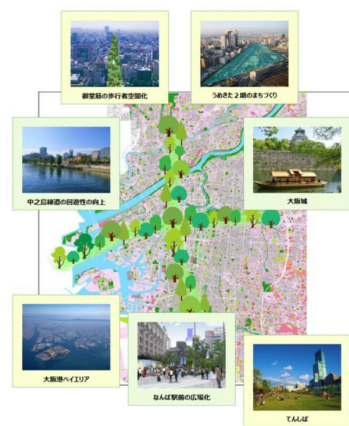 御堂筋の歩行者空間化
うめきた2期のまちづくり
中之島緑道の回遊性の向上
大阪城
大阪港ベイエリア
なんば駅前の広場化
てんしば